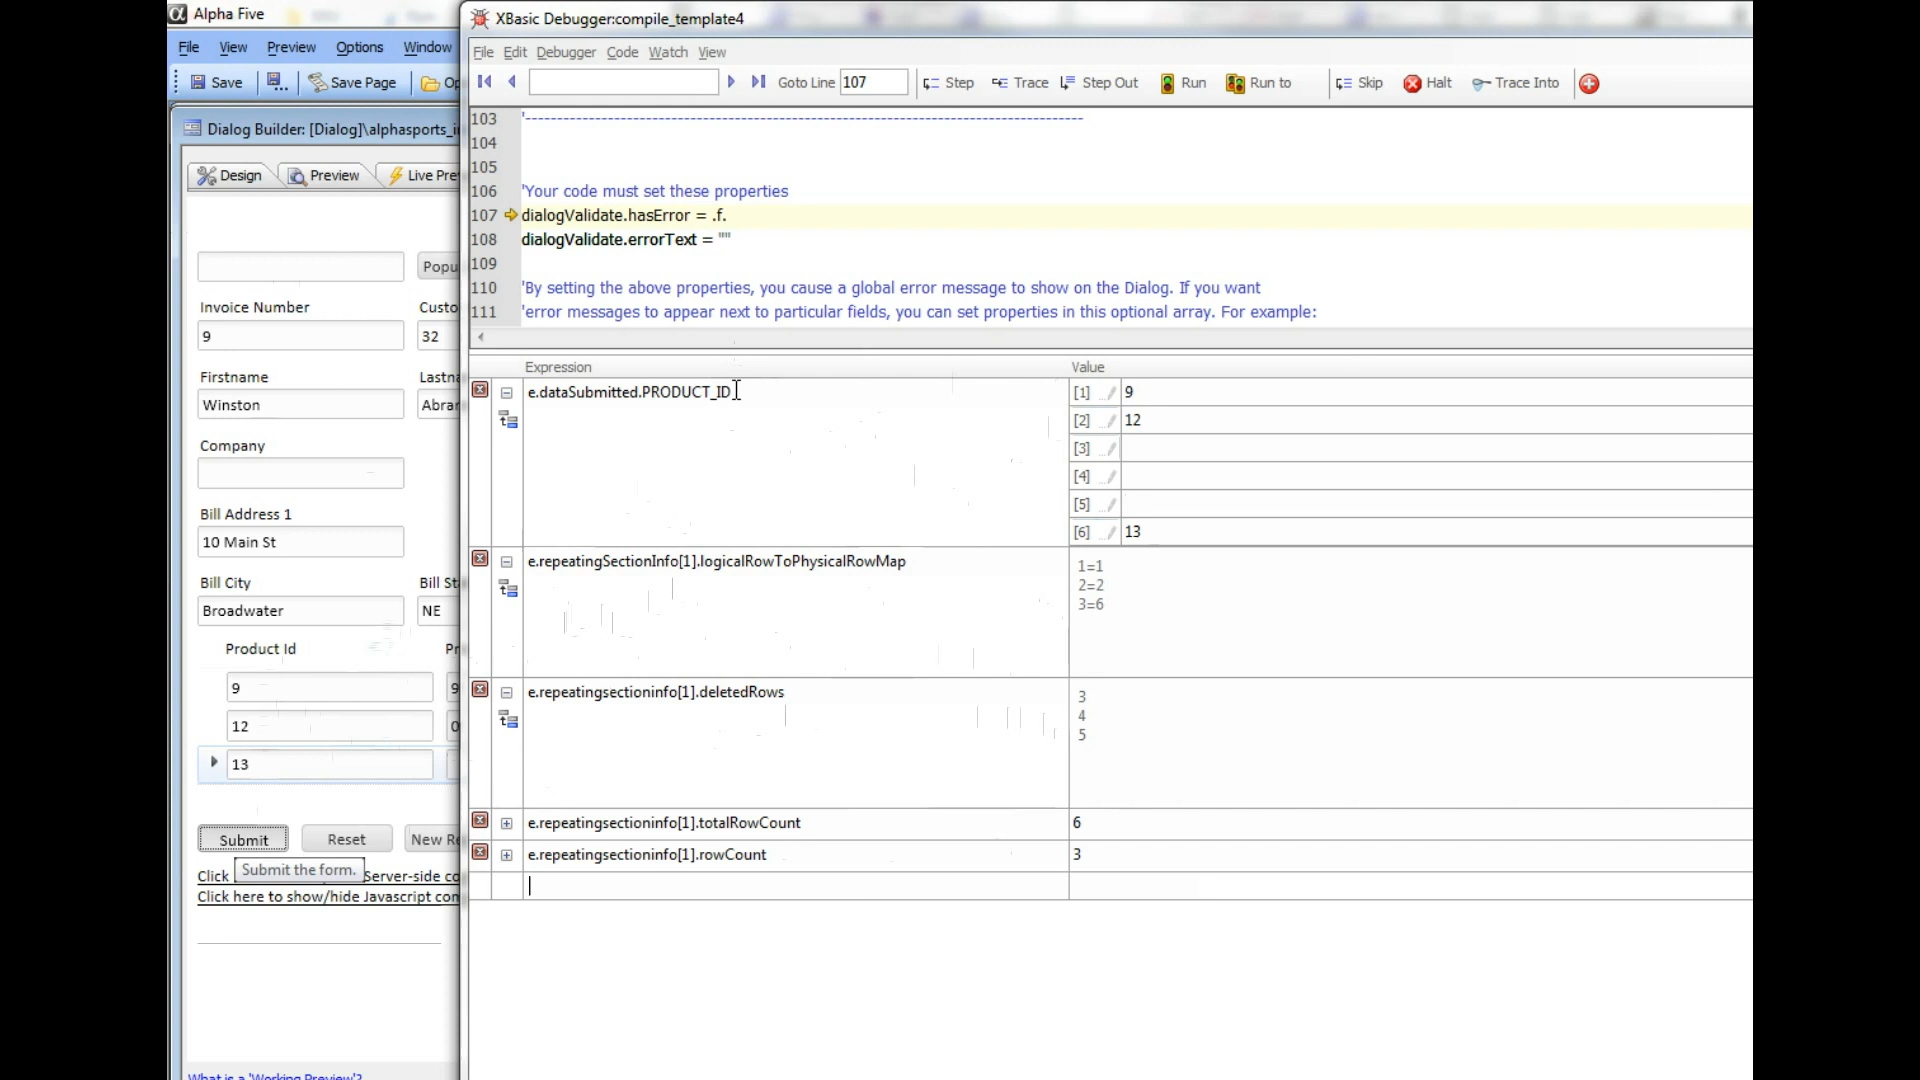 Alpha Five
File View Preview Options Window
Save Save Page
Dialog Builder: [Dialog]\alphasports_i
Design Preview Live Pre
Popu
Invoice Number Custo
9 32
Firstname Lastn
Winston Abra
Company
Bill Address 1
10 Main St
Bill City Bill St
Broadwater NE
Product Id Pr
9 9
12 0
13
Submit Reset New Re
Click Server-side co
Submit the form.
Click here to show/hide Javascript com
What is a 'Working Preview'?
XBasic Debugger:compile_template4
File Edit Debugger Code Watch View
Goto Line 107 Step Trace Step Out Run Run to Skip Halt Trace Into
103 '--------------------------------------------------------------------------------
104
105
106 'Your code must set these properties
107 dialogValidate.hasError = .f.
108 dialogValidate.errorText = ""
109
110 'By setting the above properties, you cause a global error message to show on the Dialog. If you want
111 'error messages to appear next to particular fields, you can set properties in this optional array. For example:
Expression Value
e.dataSubmitted.PRODUCT_ID [1] 9
[2] 12
[3]
[4]
[5]
[6] 13
e.repeatingSectionInfo[1].logicalRowToPhysicalRowMap 1=1
2=2
3=6
e.repeatingsectioninfo[1].deletedRows 3
4
5
e.repeatingsectioninfo[1].totalRowCount 6
e.repeatingsectioninfo[1].rowCount 3